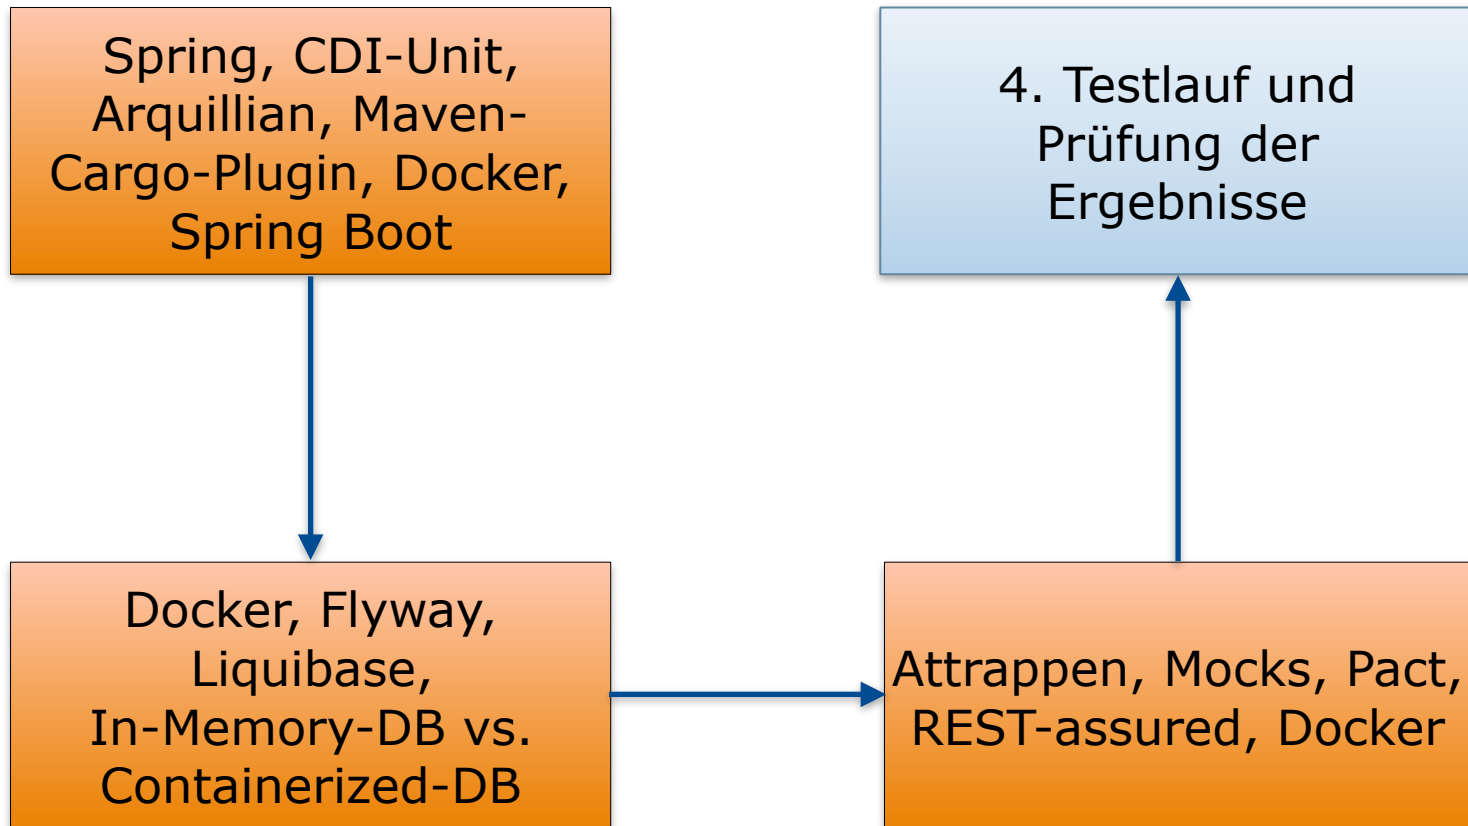 Spring, CDI-Unit,
Arquillian, Maven-
Cargo-Plugin, Docker,
Spring Boot
4. Testlauf und
Prüfung der
Ergebnisse
Docker, Flyway,
Liquibase,
In-Memory-DB vs.
Containerized-DB
Attrappen, Mocks, Pact,
REST-assured, Docker